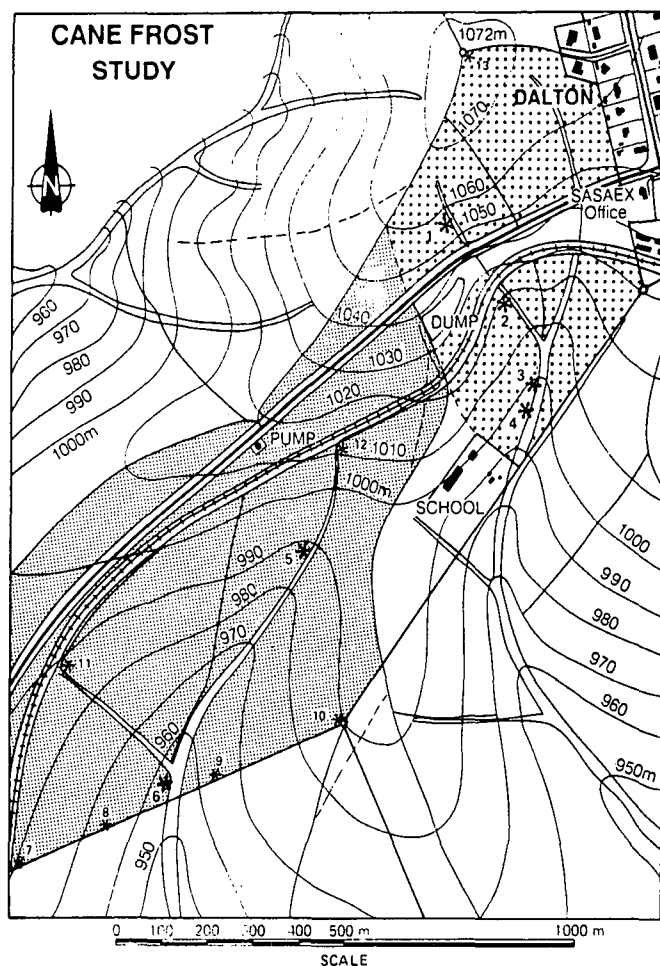 CANE FROST
STUDY
N
1072m
13
DALTON
1070
1060
1050
SASAEX
Office
1
960
970
980
990
1000m
1040
1030
1020
DUMP
2
3
4
PUMP
12
1010
1000m
SCHOOL
1000
990
980
970
960
950m
990
980
970
5
11
960
10
9
6
8
7
950
0 100 200 300 400 500 m 1000 m
SCALE